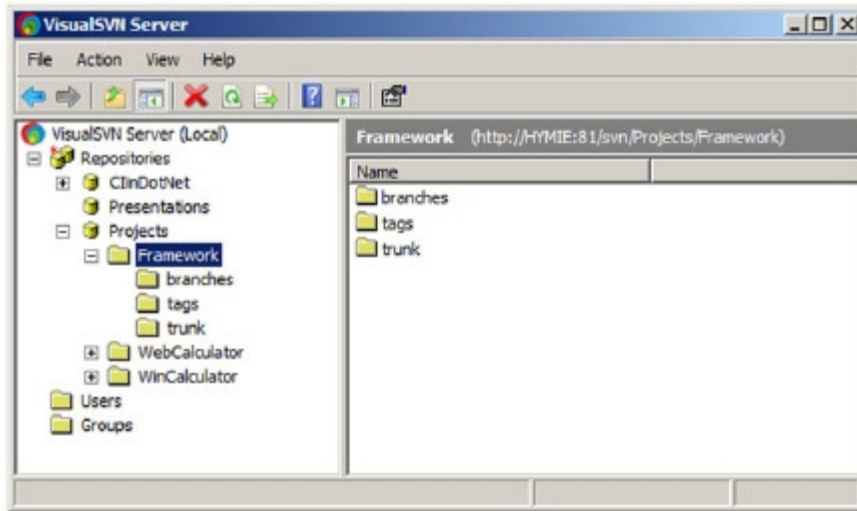 VisualSVN Server
File Action View Help
VisualSVN Server (Local)
Repositories
CIinDotNet
Presentations
Projects
Framework
branches
tags
trunk
WebCalculator
WinCalculator
Users
Groups
Framework (http://HYMIE:81/svn/Projects/Framework)
Name
branches
tags
trunk